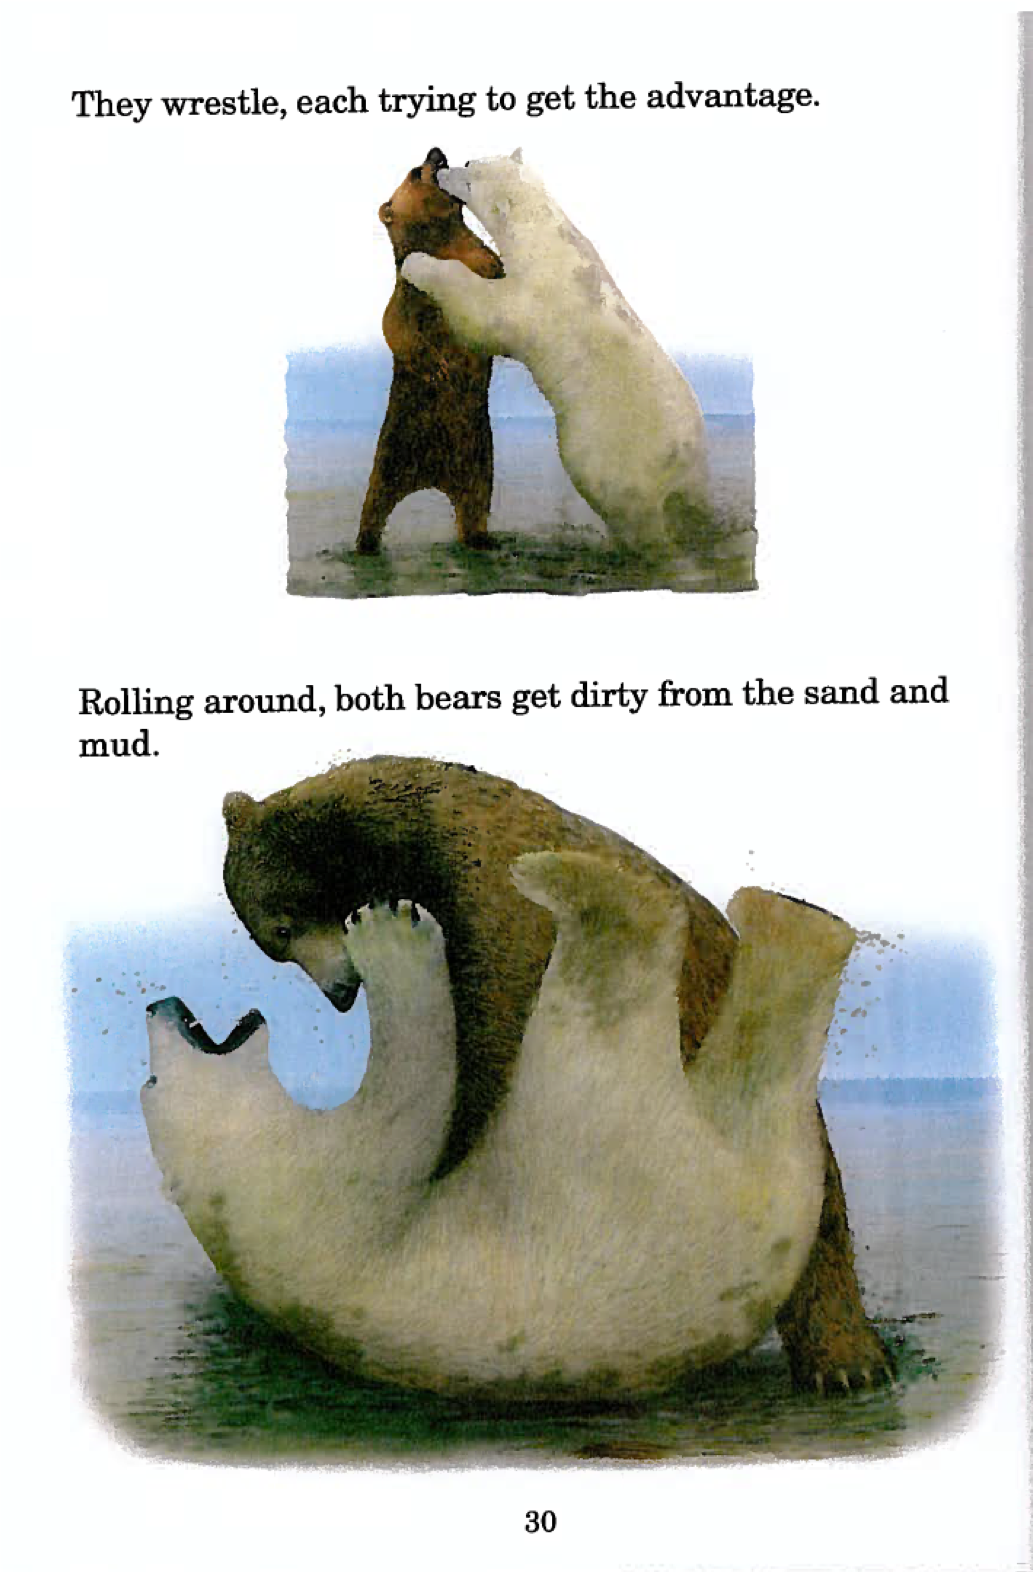 They wrestle, each trying to get the advantage.
Rolling around, both bears get dirty from the sand and
mud.
30